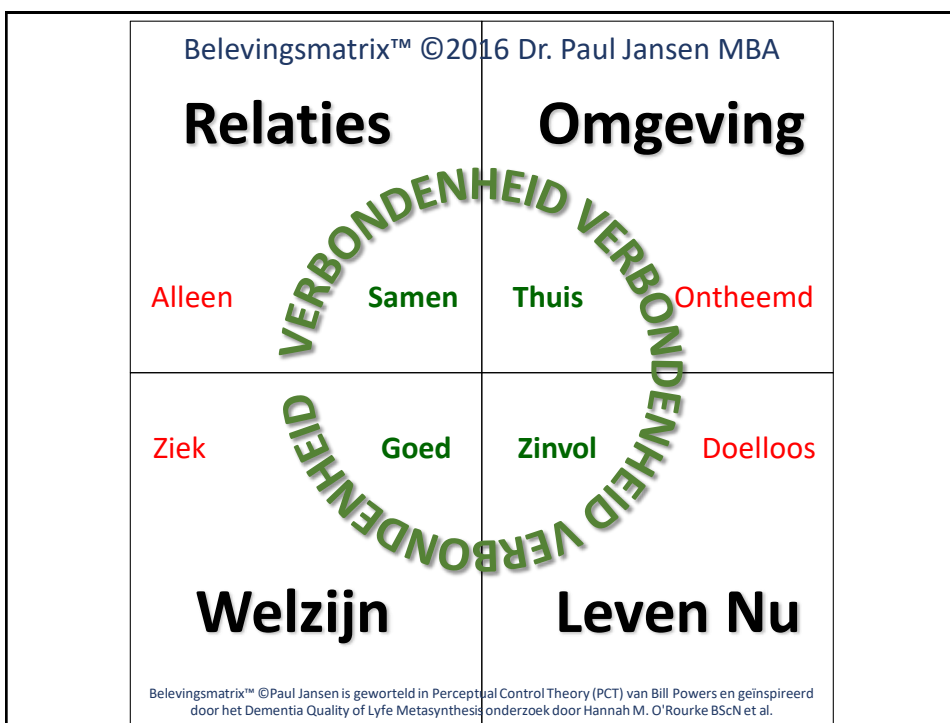 Belevingsmatrix™ ©2016 Dr. Paul Jansen MBA
Relaties
Omgeving
VERBONDENHEID VERBONDENHEID VERBONDENHEID
Alleen
Samen
Thuis
Ontheemd
Ziek
Goed
Zinvol
Doelloos
Welzijn
Leven Nu
Belevingsmatrix™ ©Paul Jansen is geworteld in Perceptual Control Theory (PCT) van Bill Powers en geïnspireerd
door het Dementia Quality of Lyfe Metasynthesis onderzoek door Hannah M. O'Rourke BScN et al.